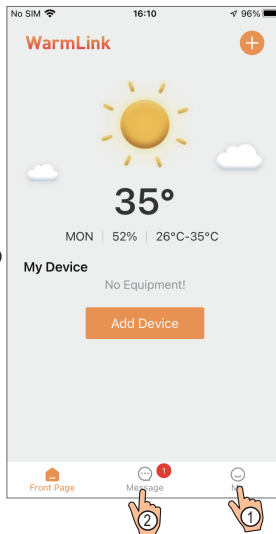 No SIM 16:10 96%
WarmLink
35°
MON | 52% | 26°C-35°C
My Device
No Equipment!
Add Device
1
Front Page Message
2 1